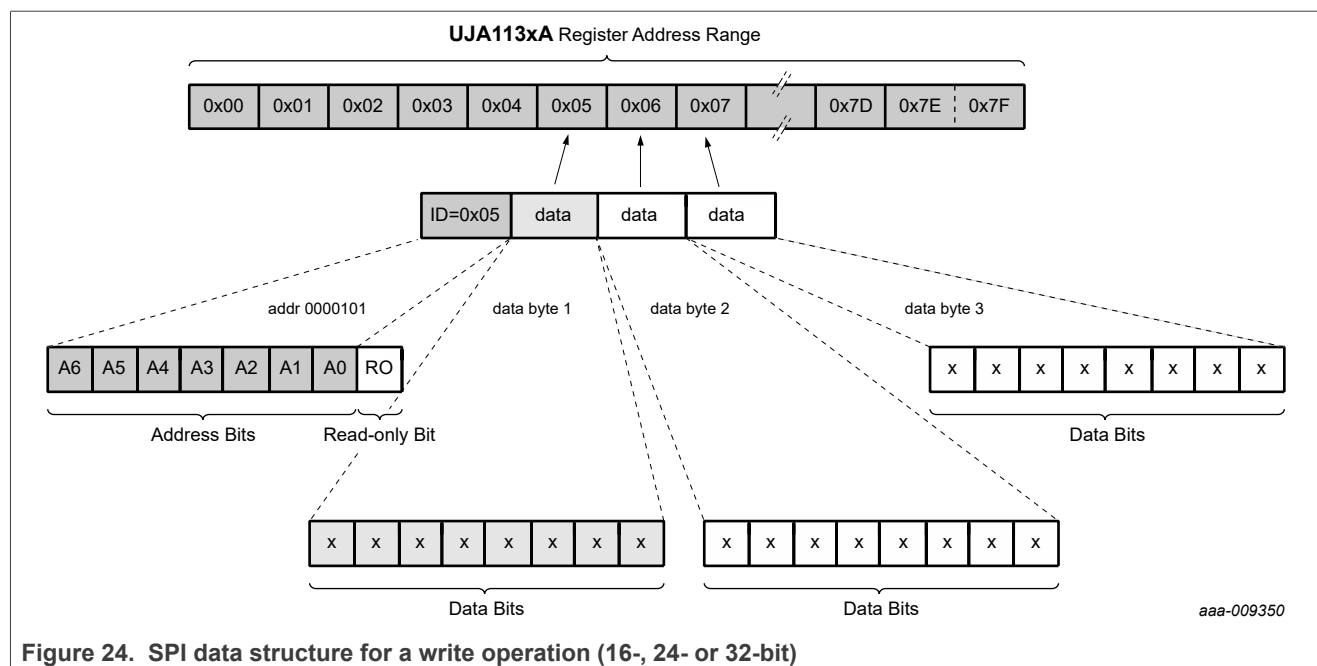 UJA113xA Register Address Range
0x00 0x01 0x02 0x03 0x04 0x05 0x06 0x07 0x7D 0x7E 0x7F
ID=0x05 data data data
addr 0000101 data byte 1 data byte 2 data byte 3
A6 A5 A4 A3 A2 A1 A0 RO x x x x x x x x
Address Bits Read-only Bit Data Bits
x x x x x x x x x x x x x x x x
Data Bits Data Bits
aaa-009350
Figure 24. SPI data structure for a write operation (16-, 24- or 32-bit)